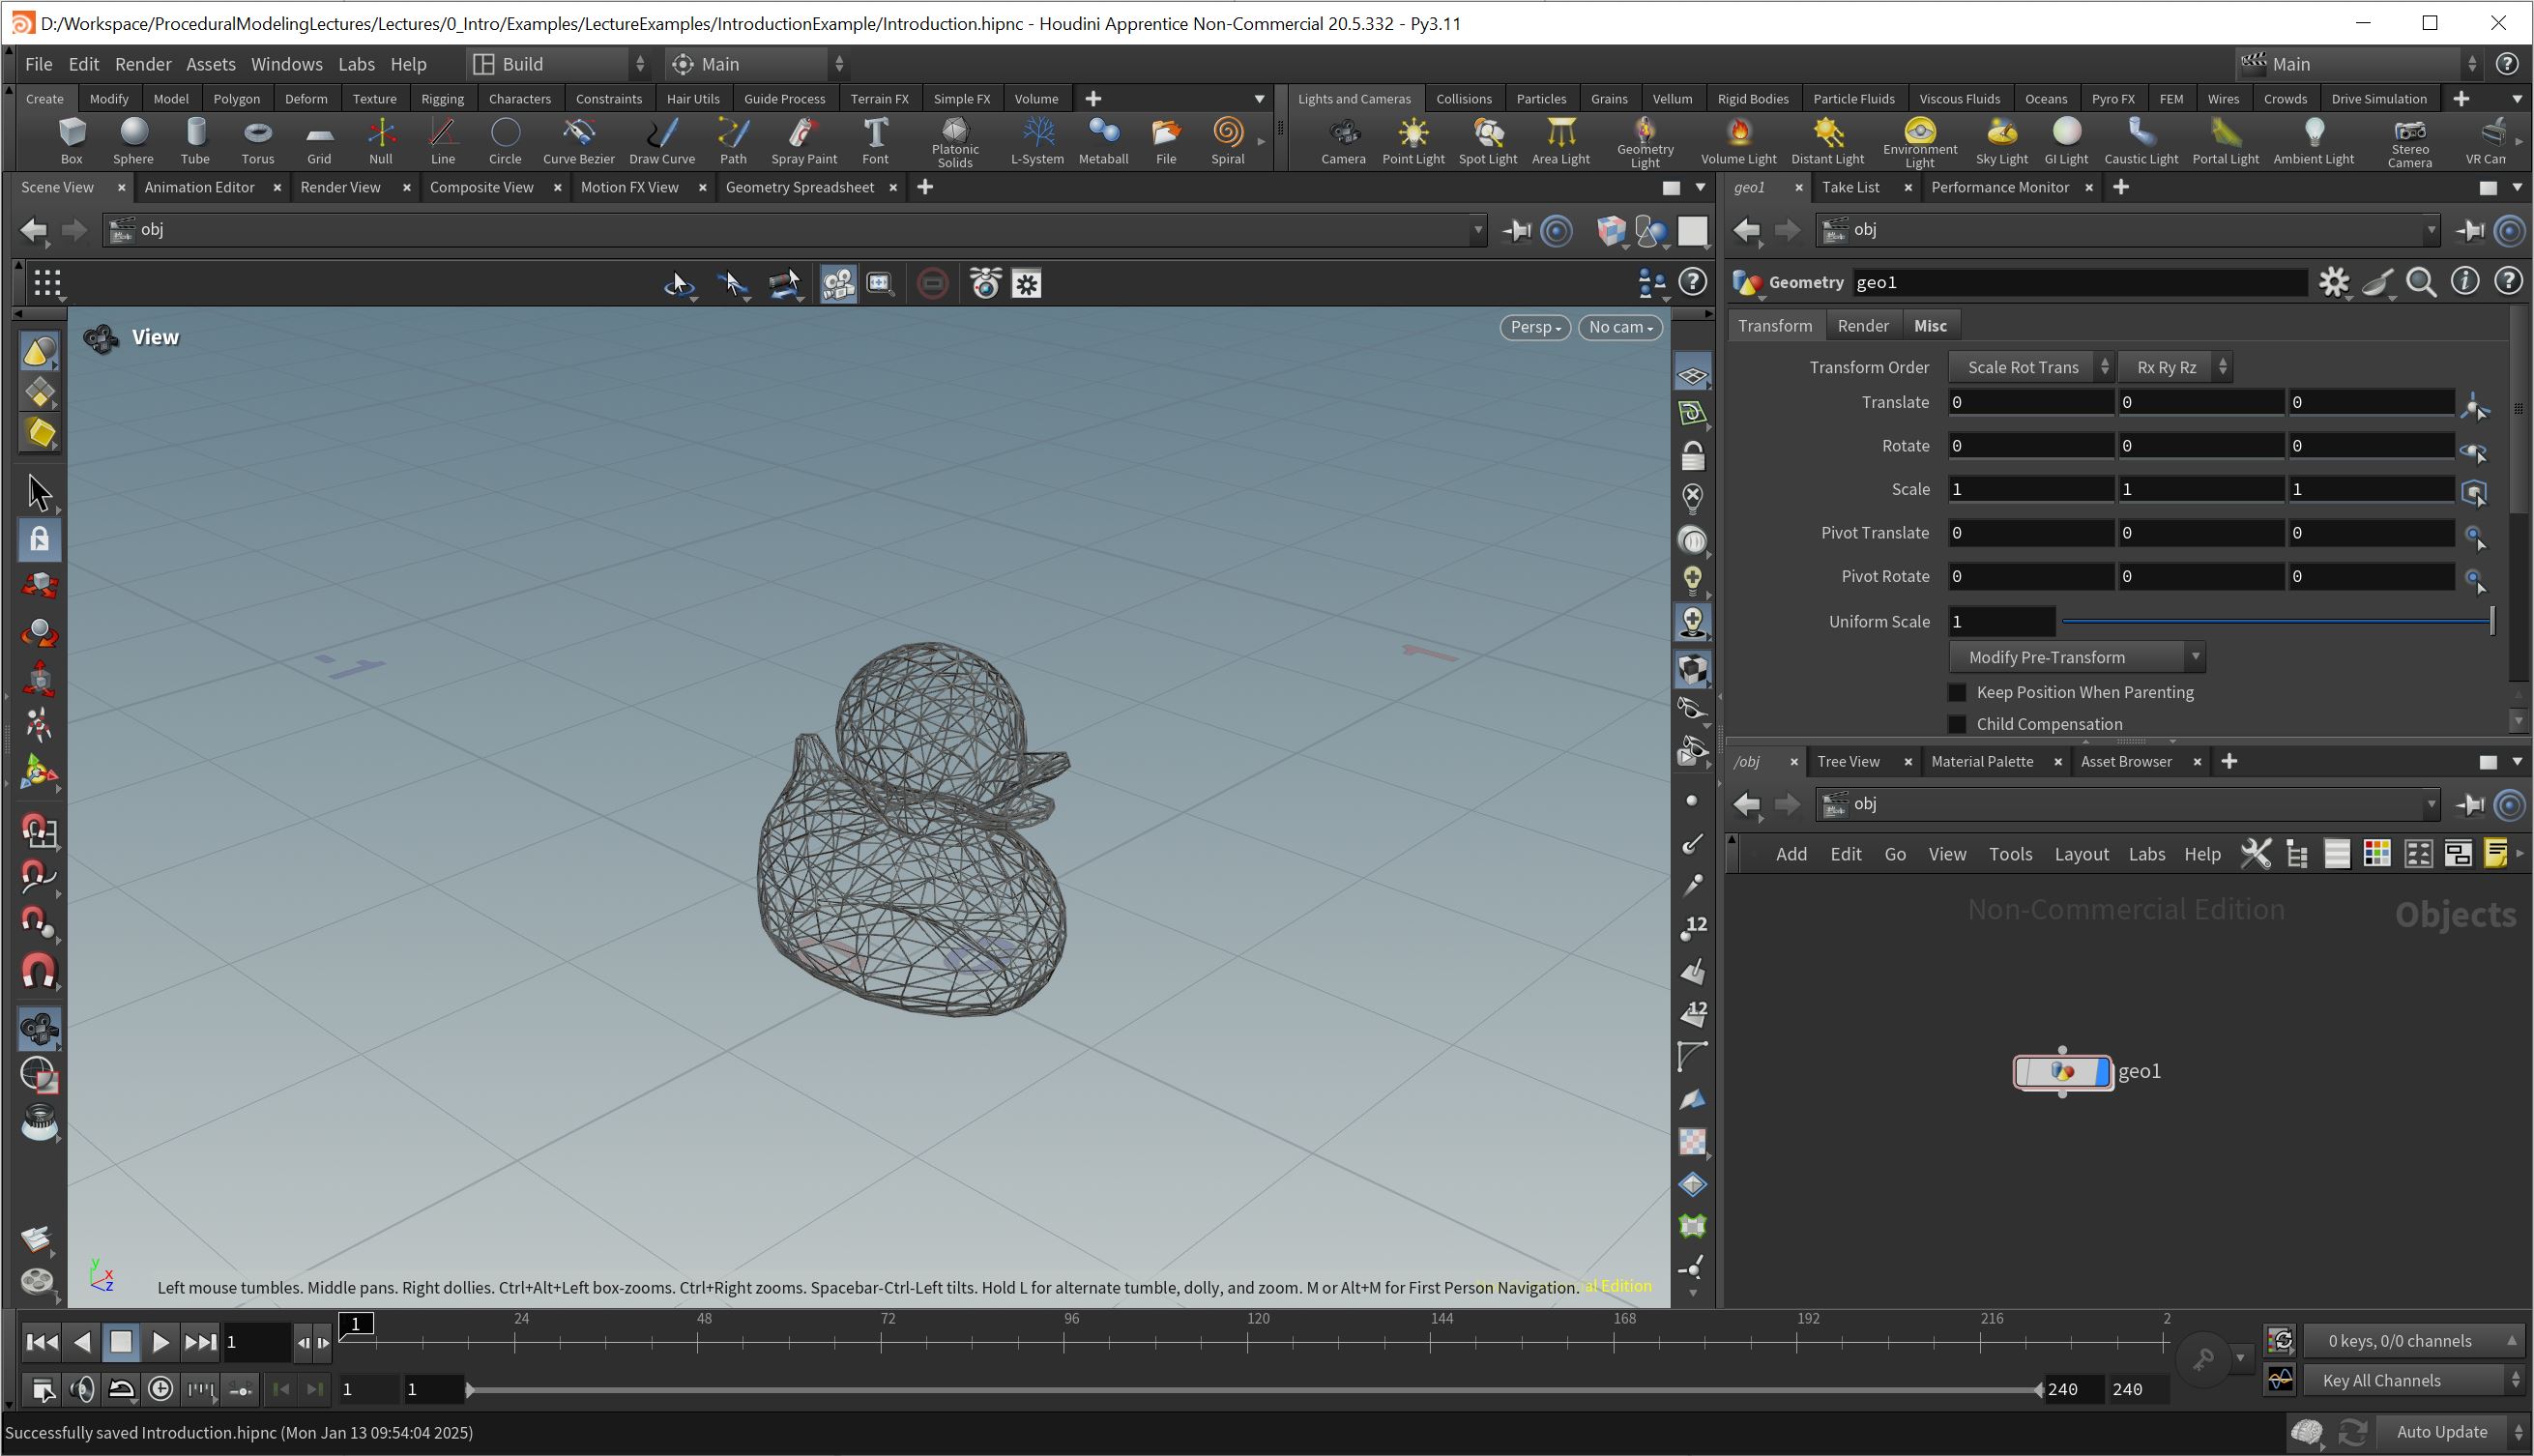 D:/Workspace/ProceduralModelingLectures/Lectures/0_Intro/Examples/LectureExamples/IntroductionExample/Introduction.hipnc - Houdini Apprentice Non-Commercial 20.5.332 - Py3.11
File Edit Render Assets Windows Labs Help Build Main Main
Create Modify Model Polygon Deform Texture Rigging Characters Constraints Hair Utils Guide Process Terrain FX Simple FX Volume
Lights and Cameras Collisions Particles Grains Vellum Rigid Bodies Particle Fluids Viscous Fluids Oceans Pyro FX FEM Wires Crowds Drive Simulation
Box Sphere Tube Torus Grid Null Line Circle Curve Bezier Draw Curve Path Spray Paint Font Platonic Solids L-System Metaball File Spiral
Camera Point Light Spot Light Area Light Geometry Light Volume Light Distant Light Environment Light Sky Light GI Light Caustic Light Portal Light Ambient Light Stereo Camera VR Cam
Scene View Animation Editor Render View Composite View Motion FX View Geometry Spreadsheet
obj
View
Persp No cam
1
1
12
12
y
x
z
Left mouse tumbles. Middle pans. Right dollies. Ctrl+Alt+Left box-zooms. Ctrl+Right zooms. Spacebar-Ctrl-Left tilts. Hold L for alternate tumble, dolly, and zoom. M or Alt+M for First Person Navigation.
al Edition
geo1 Take List Performance Monitor
obj
Geometry geo1
Transform Render Misc
Transform Order Scale Rot Trans Rx Ry Rz
Translate 0 0 0
Rotate 0 0 0
Scale 1 1 1
Pivot Translate 0 0 0
Pivot Rotate 0 0 0
Uniform Scale 1
Modify Pre-Transform
Keep Position When Parenting
Child Compensation
/obj Tree View Material Palette Asset Browser
obj
Add Edit Go View Tools Layout Labs Help
Non-Commercial Edition Objects
geo1
1 1 24 48 72 96 120 144 168 192 216 2
0 keys, 0/0 channels
1 1 240 240
Key All Channels
Successfully saved Introduction.hipnc (Mon Jan 13 09:54:04 2025)
Auto Update